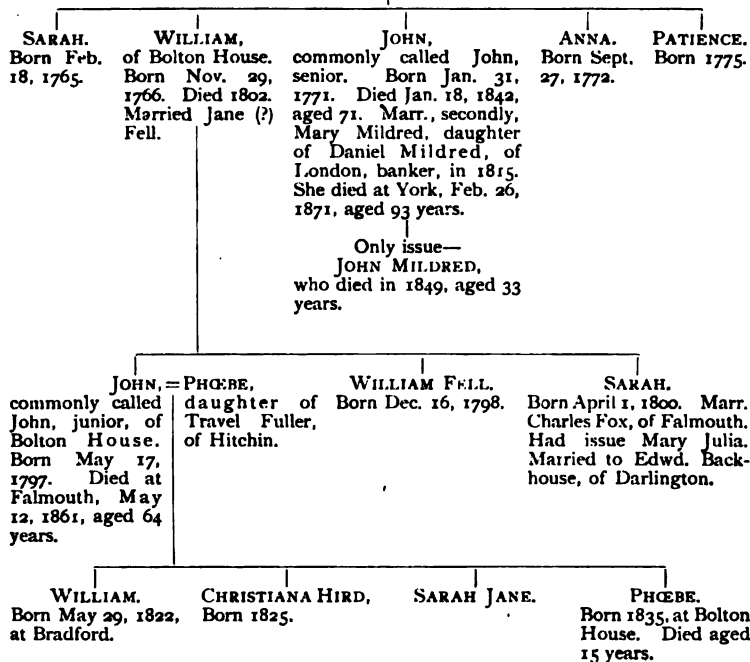 SARAH.
Born Feb.
18, 1765.
WILLIAM,
of Bolton House.
Born Nov. 29,
1766. Died 1802.
Married Jane (?)
Fell.
JOHN,
commonly called John,
senior. Born Jan. 31,
1771. Died Jan. 18, 1842,
aged 71. Marr., secondly,
Mary Mildred, daughter
of Daniel Mildred, of
London, banker, in 1815.
She died at York, Feb. 26,
1871, aged 93 years.
Only issue—
JOHN MILDRED,
who died in 1849, aged 33
years.
ANNA.
Born Sept.
27, 1772.
PATIENCE.
Born 1775.
JOHN, =
commonly called
John, junior, of
Bolton House.
Born May 17,
1797. Died at
Falmouth, May
12, 1861, aged 64
years.
PHŒBE,
daughter of
Travel Fuller,
of Hitchin.
WILLIAM FELL.
Born Dec. 16, 1798.
SARAH.
Born April 1, 1800. Marr.
Charles Fox, of Falmouth.
Had issue Mary Julia.
Married to Edwd. Back-
house, of Darlington.
WILLIAM.
Born May 29, 1822,
at Bradford.
CHRISTIANA HIRD,
Born 1825.
SARAH JANE.
PHŒBE.
Born 1835, at Bolton
House. Died aged
15 years.